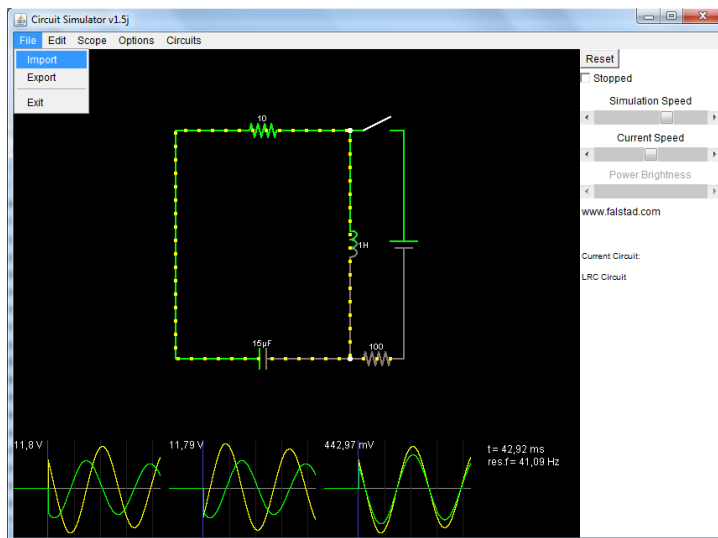 Circuit Simulator v1.5j
File Edit Scope Options Circuits
Import
Export
Exit
Reset
Stopped
Simulation Speed
Current Speed
Power Brightness
www.falstad.com
Current Circuit:
LRC Circuit
10
1H
15µF
100
11,8 V
11,79 V
442,97 mV
t = 42,92 ms
res.f = 41,09 Hz